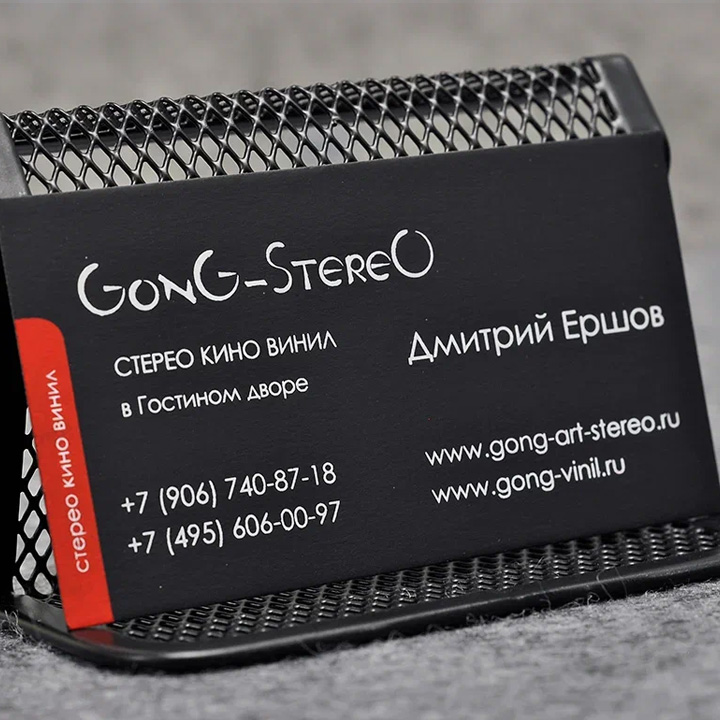 GonG-StereO
СТЕРЕО КИНО ВИНИЛ
в Гостином дворе
+7 (906) 740-87-18
+7 (495) 606-00-97
Дмитрий Ершов
www.gong-art-stereo.ru
www.gong-vinil.ru
стерео кино винил